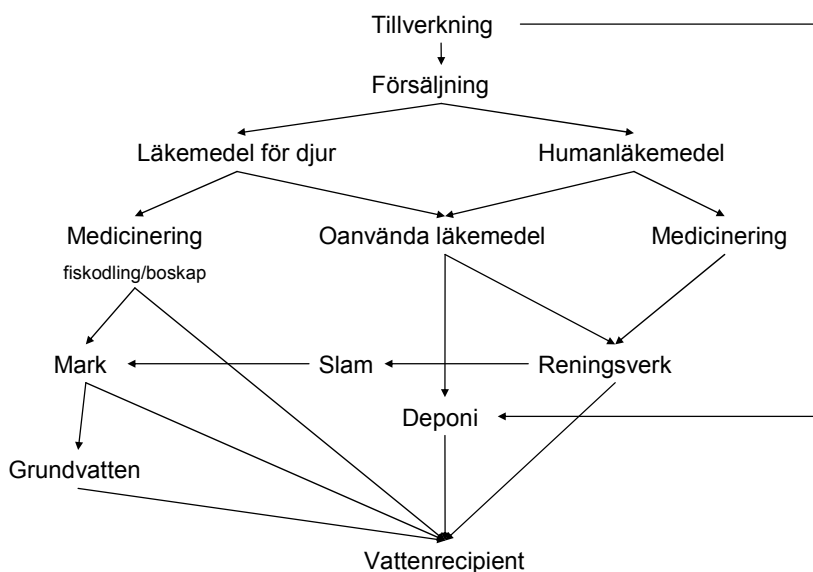 Tillverkning
Försäljning
Läkemedel för djur
Humanläkemedel
Medicinering
Oanvända läkemedel
Medicinering
fiskodling/boskap
Mark
Slam
Reningsverk
Deponi
Grundvatten
Vattenrecipient